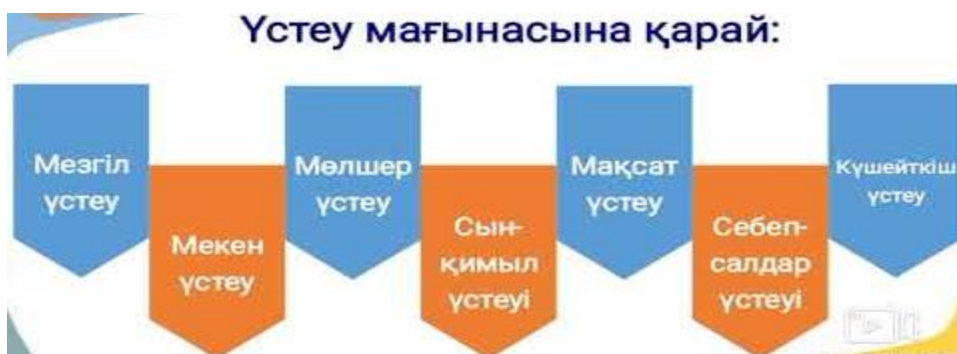 Үстеу мағынасына қарай:
Мезгіл
үстеу
Мекен
үстеу
Мөлшер
үстеу
Сын-
қимыл
үстеуі
Мақсат
үстеу
Себеп-
салдар
үстеуі
Күшейткіш
үстеу